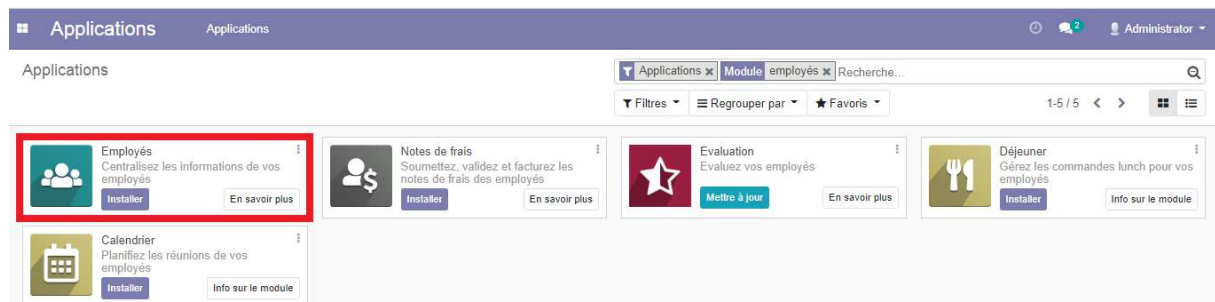 Applications Applications 2 Administrator
Applications Applications x Module employés x Recherche...
Filtres Regrouper par Favoris 1-5 / 5
Employés
Centralisez les informations de vos
employés
Installer En savoir plus
Notes de frais
Soumettez, validez et facturez les
notes de frais des employés
Installer En savoir plus
Evaluation
Evaluez vos employés
Mettre à jour En savoir plus
Déjeuner
Gérez les commandes lunch pour vos
employés
Installer Info sur le module
Calendrier
Planifiez les réunions de vos
employés
Installer Info sur le module